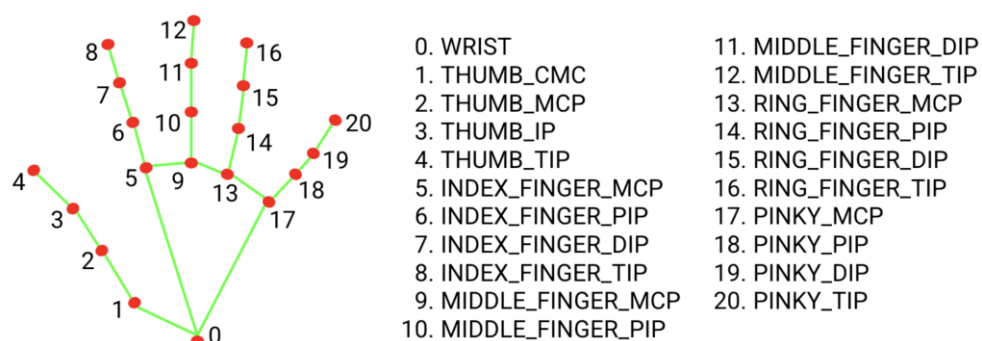 12
8
16
11
7
15
10
6
14
20
19
4
5
9
13
18
3
17
2
1
0
0. WRIST
1. THUMB_CMC
2. THUMB_MCP
3. THUMB_IP
4. THUMB_TIP
5. INDEX_FINGER_MCP
6. INDEX_FINGER_PIP
7. INDEX_FINGER_DIP
8. INDEX_FINGER_TIP
9. MIDDLE_FINGER_MCP
10. MIDDLE_FINGER_PIP
11. MIDDLE_FINGER_DIP
12. MIDDLE_FINGER_TIP
13. RING_FINGER_MCP
14. RING_FINGER_PIP
15. RING_FINGER_DIP
16. RING_FINGER_TIP
17. PINKY_MCP
18. PINKY_PIP
19. PINKY_DIP
20. PINKY_TIP